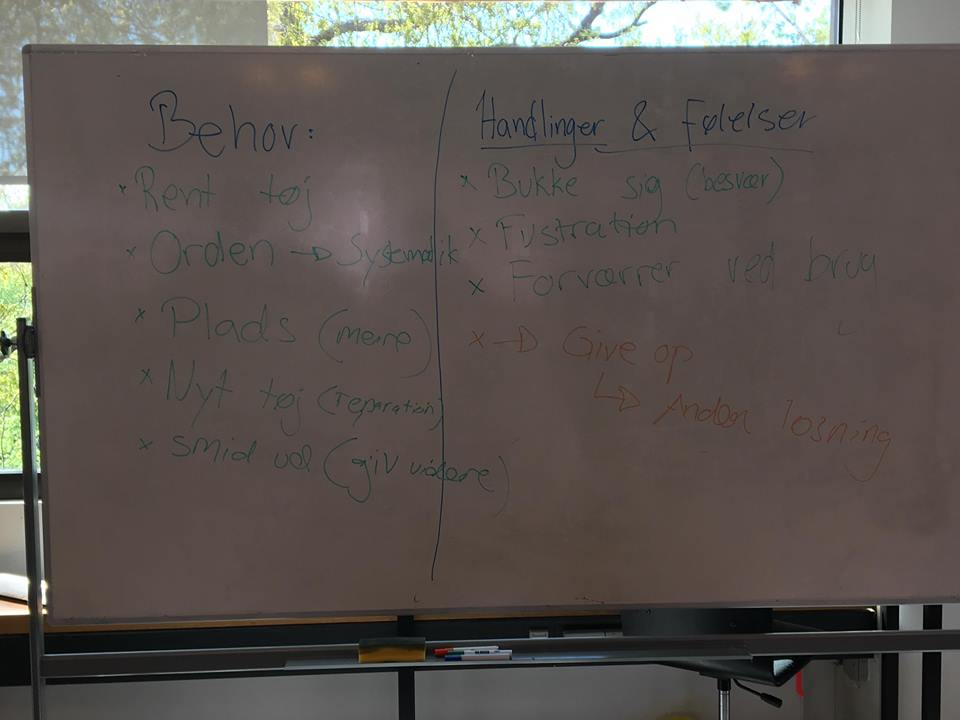 Behov:
x Rent tøj
x Orden → Systematik
x Plads (mere)
x Nyt tøj (reparation)
x Smid ud (giv videre)
Handlinger & Følelser
x Bukke sig (besvær)
x Fustration
x Forværrer ved brug
x → Give op
↳ Anden løsning